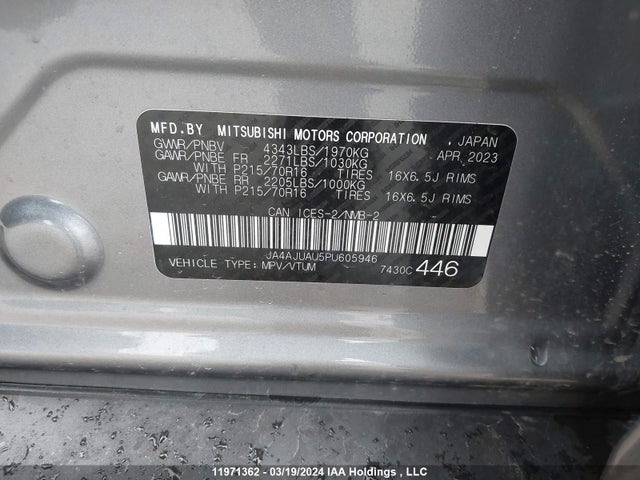 MFD.BY MITSUBISHI MOTORS CORPORATION , JAPAN
GVWR/PNBV 4343LBS/1970KG APR 2023
GAWR/PNBE FR 2271LBS/1030KG
WITH P215/70R16 TIRES 16X6.5J RIMS
GAWR/PNBE RR 2205LBS/1000KG
WITH P215/70R16 TIRES 16X6.5J RIMS
CAN ICES-2/NMB-2
JA4AJUAU5PU605946
VEHICLE TYPE:MPV/VTUM 7430C 446
11971362 - 03/19/2024 IAA Holdings , LLC